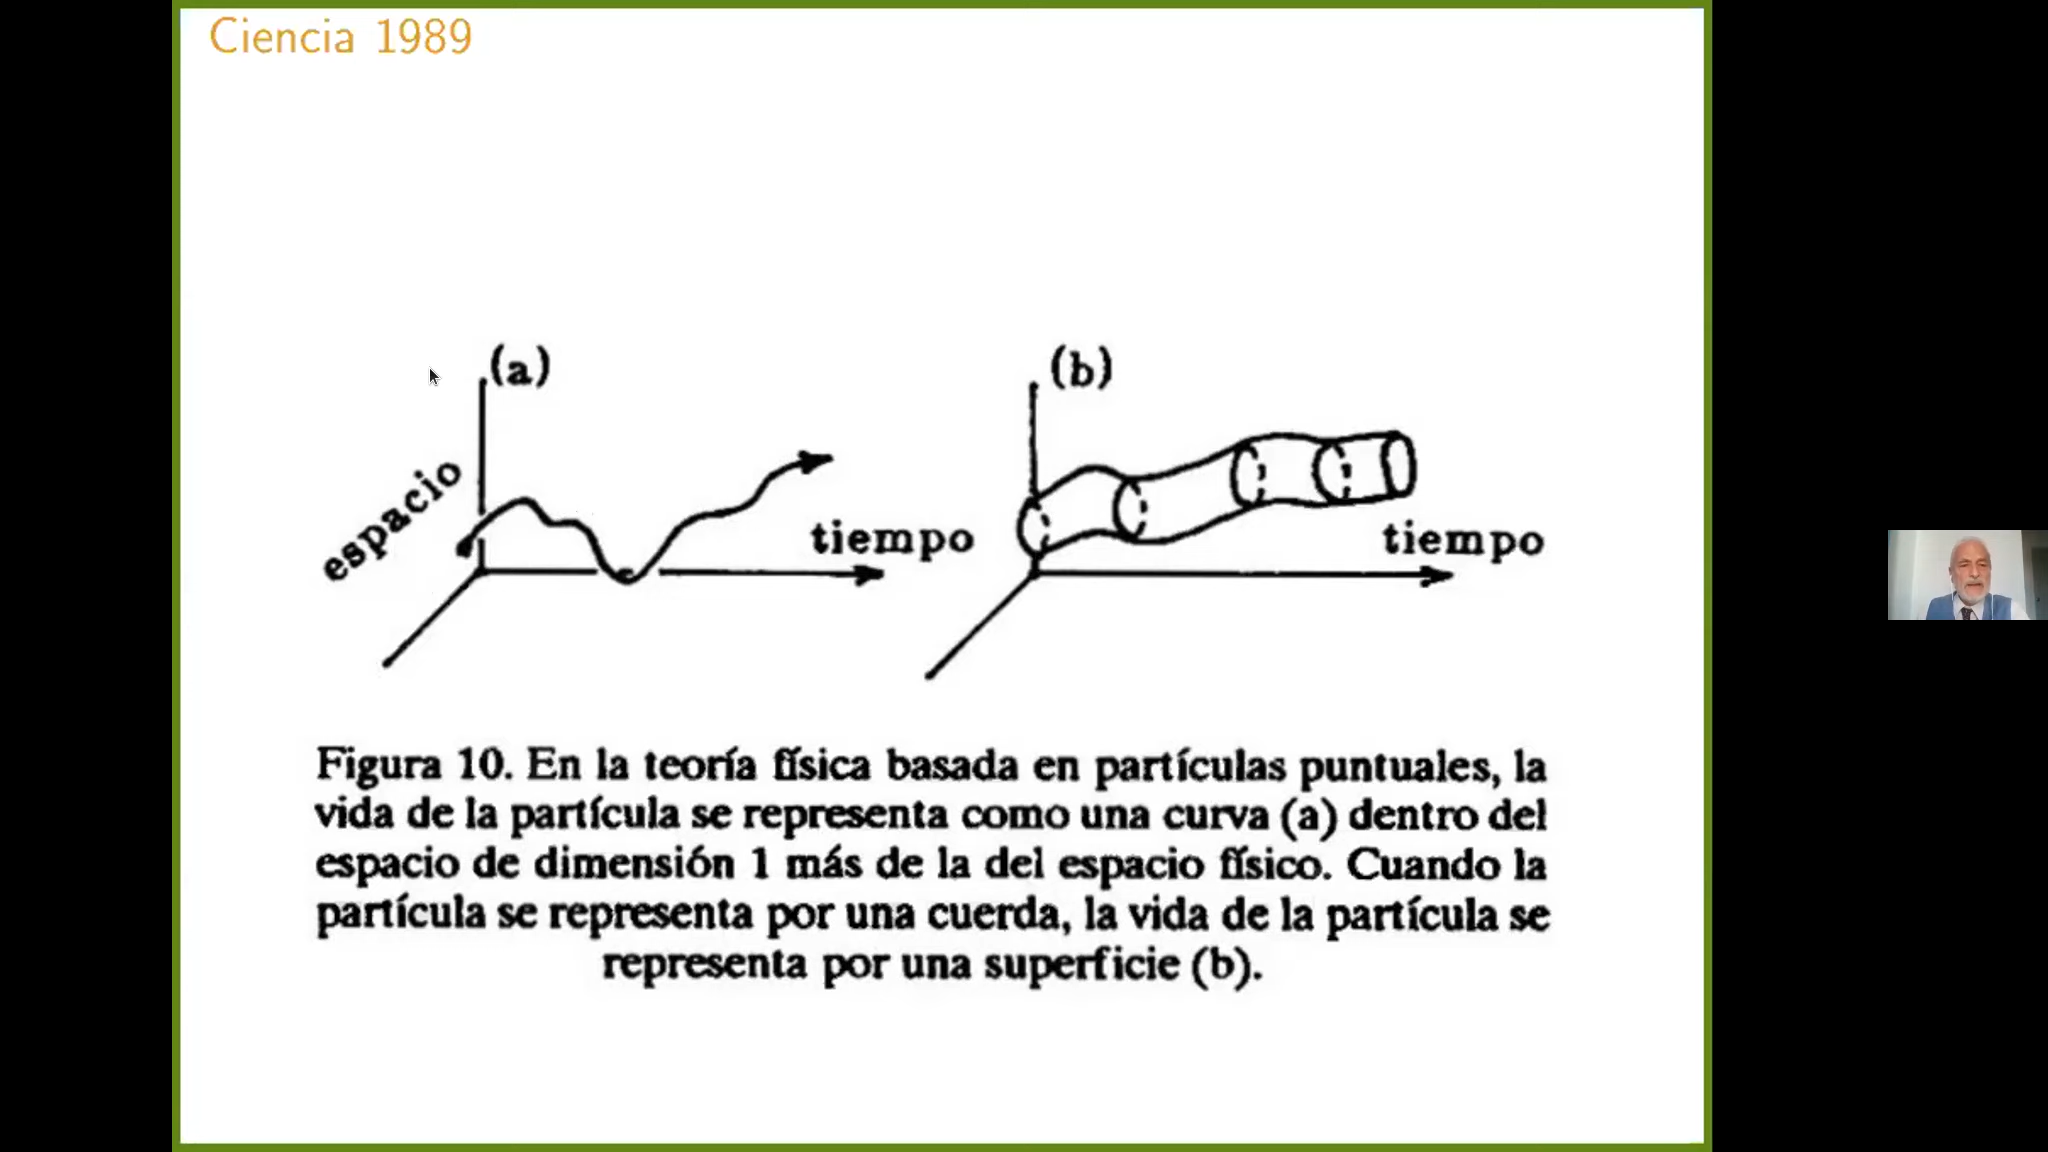 Ciencia 1989
(a)
(b)
espacio
tiempo
tiempo
Figura 10. En la teoría física basada en partículas puntuales, la
vida de la partícula se representa como una curva (a) dentro del
espacio de dimensión 1 más de la del espacio físico. Cuando la
partícula se representa por una cuerda, la vida de la partícula se
representa por una superficie (b).